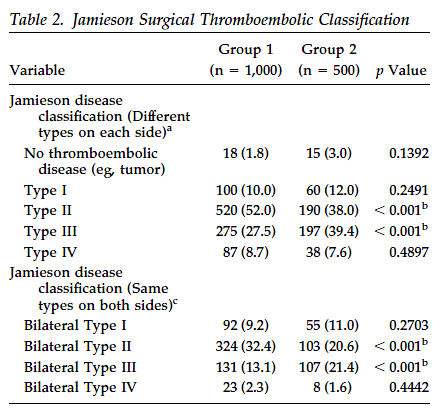 Table 2. Jamieson Surgical Thromboembolic Classification
Group 1 Group 2
Variable (n = 1,000) (n = 500) p Value
Jamieson disease
classification (Different
types on each side)a
No thromboembolic 18 (1.8) 15 (3.0) 0.1392
disease (eg, tumor)
Type I 100 (10.0) 60 (12.0) 0.2491
Type II 520 (52.0) 190 (38.0) < 0.001b
Type III 275 (27.5) 197 (39.4) < 0.001b
Type IV 87 (8.7) 38 (7.6) 0.4897
Jamieson disease
classification (Same
types on both sides)c
Bilateral Type I 92 (9.2) 55 (11.0) 0.2703
Bilateral Type II 324 (32.4) 103 (20.6) < 0.001b
Bilateral Type III 131 (13.1) 107 (21.4) < 0.001b
Bilateral Type IV 23 (2.3) 8 (1.6) 0.4442